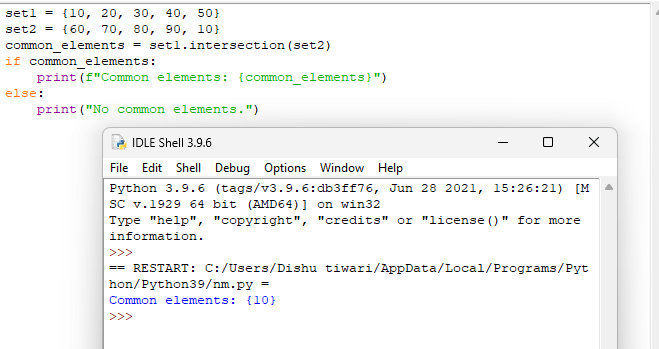 set1 = {10, 20, 30, 40, 50}
set2 = {60, 70, 80, 90, 10}
common_elements = set1.intersection(set2)
if common_elements:
    print(f"Common elements: {common_elements}")
else:
    print("No common elements.")
IDLE Shell 3.9.6
File Edit Shell Debug Options Window Help
Python 3.9.6 (tags/v3.9.6:db3ff76, Jun 28 2021, 15:26:21) [M
SC v.1929 64 bit (AMD64)] on win32
Type "help", "copyright", "credits" or "license()" for more
information.
>>>
== RESTART: C:/Users/Dishu tiwari/AppData/Local/Programs/Pyt
hon/Python39/nm.py =
Common elements: {10}
>>>